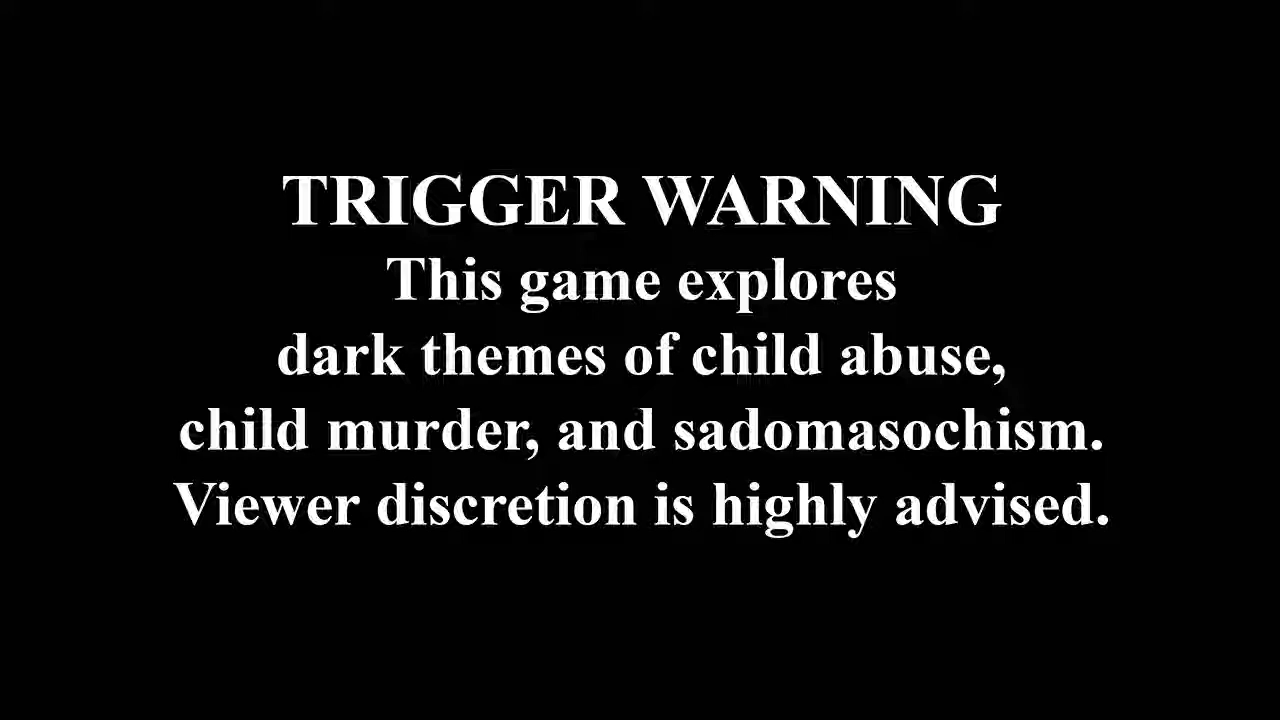 TRIGGER WARNING
This game explores
dark themes of child abuse,
child murder, and sadomasochism.
Viewer discretion is highly advised.